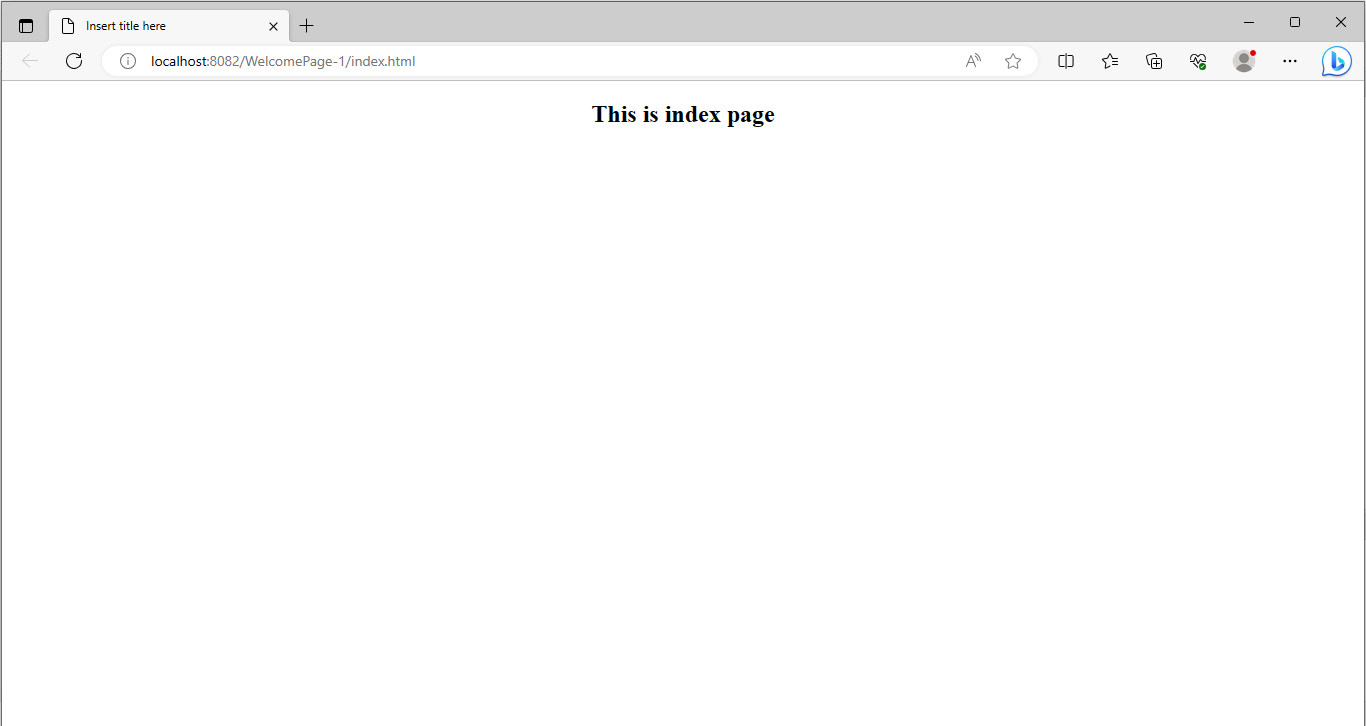 Insert title here
localhost:8082/WelcomePage-1/index.html
This is index page